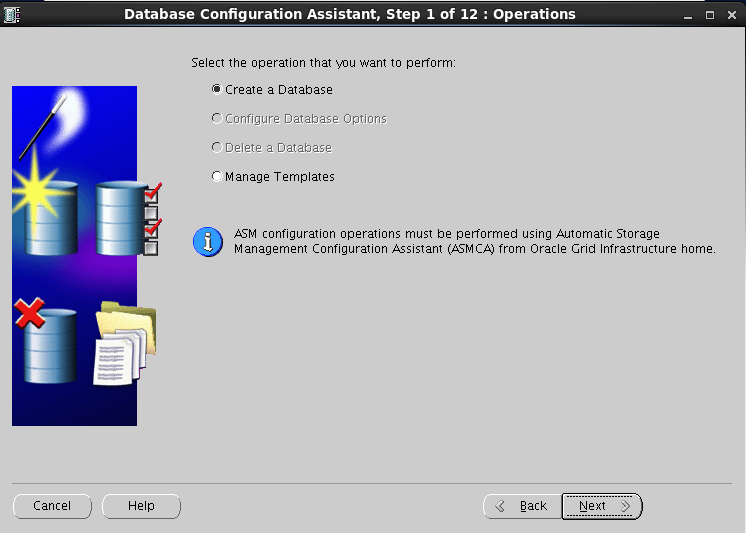 Database Configuration Assistant, Step 1 of 12 : Operations
Select the operation that you want to perform:
Create a Database
Configure Database Options
Delete a Database
Manage Templates
ASM configuration operations must be performed using Automatic Storage
Management Configuration Assistant (ASMCA) from Oracle Grid Infrastructure home.
Cancel
Help
Back
Next